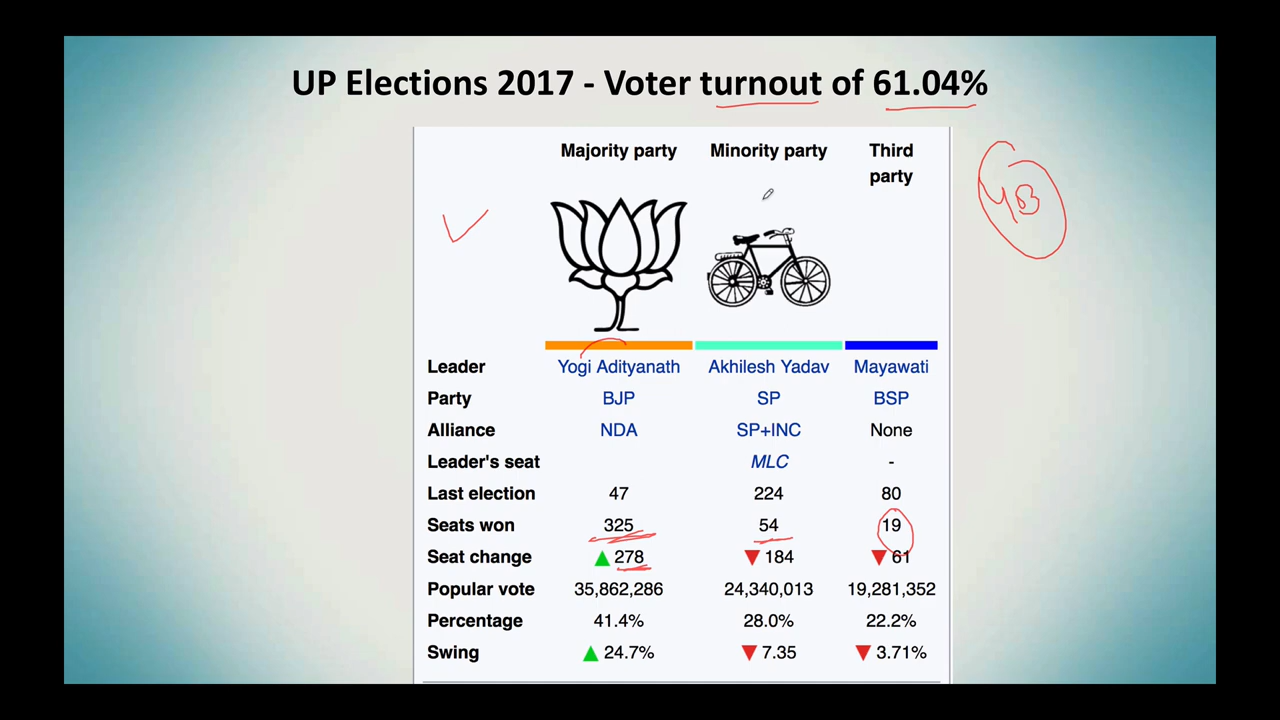 UP Elections 2017 - Voter turnout of 61.04%
Majority party Minority party Third party
403
Leader Yogi Adityanath Akhilesh Yadav Mayawati
Party BJP SP BSP
Alliance NDA SP+INC None
Leader's seat MLC -
Last election 47 224 80
Seats won 325 54 19
Seat change ▲ 278 ▼ 184 ▼ 61
Popular vote 35,862,286 24,340,013 19,281,352
Percentage 41.4% 28.0% 22.2%
Swing ▲ 24.7% ▼ 7.35 ▼ 3.71%